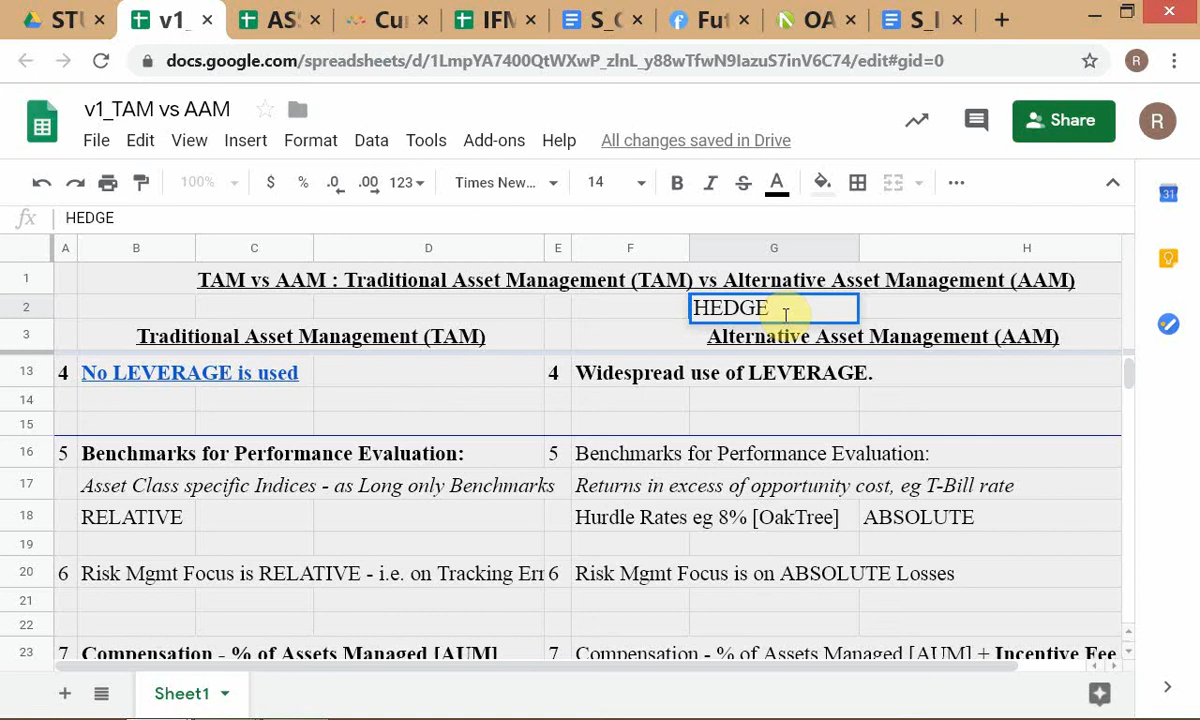 STU
v1_
AS
Cu
IFM
S_C
Fut
OA
S_I
docs.google.com/spreadsheets/d/1LmpYA7400QtWXwP_zlnL_y88wTfwN9IazuS7inV6C74/edit#gid=0
R
v1_TAM vs AAM
File Edit View Insert Format Data Tools Add-ons Help All changes saved in Drive
Share
R
100% $ % .0 .00 123 Times New... 14 B I S A
31
fx HEDGE
A B C D E F G H
1 TAM vs AAM : Traditional Asset Management (TAM) vs Alternative Asset Management (AAM)
2 HEDGE
3 Traditional Asset Management (TAM) Alternative Asset Management (AAM)
13 4 No LEVERAGE is used 4 Widespread use of LEVERAGE.
14
15
16 5 Benchmarks for Performance Evaluation: 5 Benchmarks for Performance Evaluation:
17 Asset Class specific Indices - as Long only Benchmarks Returns in excess of opportunity cost, eg T-Bill rate
18 RELATIVE Hurdle Rates eg 8% [OakTree] ABSOLUTE
19
20 6 Risk Mgmt Focus is RELATIVE - i.e. on Tracking Err 6 Risk Mgmt Focus is on ABSOLUTE Losses
21
22
23 7 Compensation - % of Assets Managed [AUM] 7 Compensation - % of Assets Managed [AUM] + Incentive Fee
Sheet1